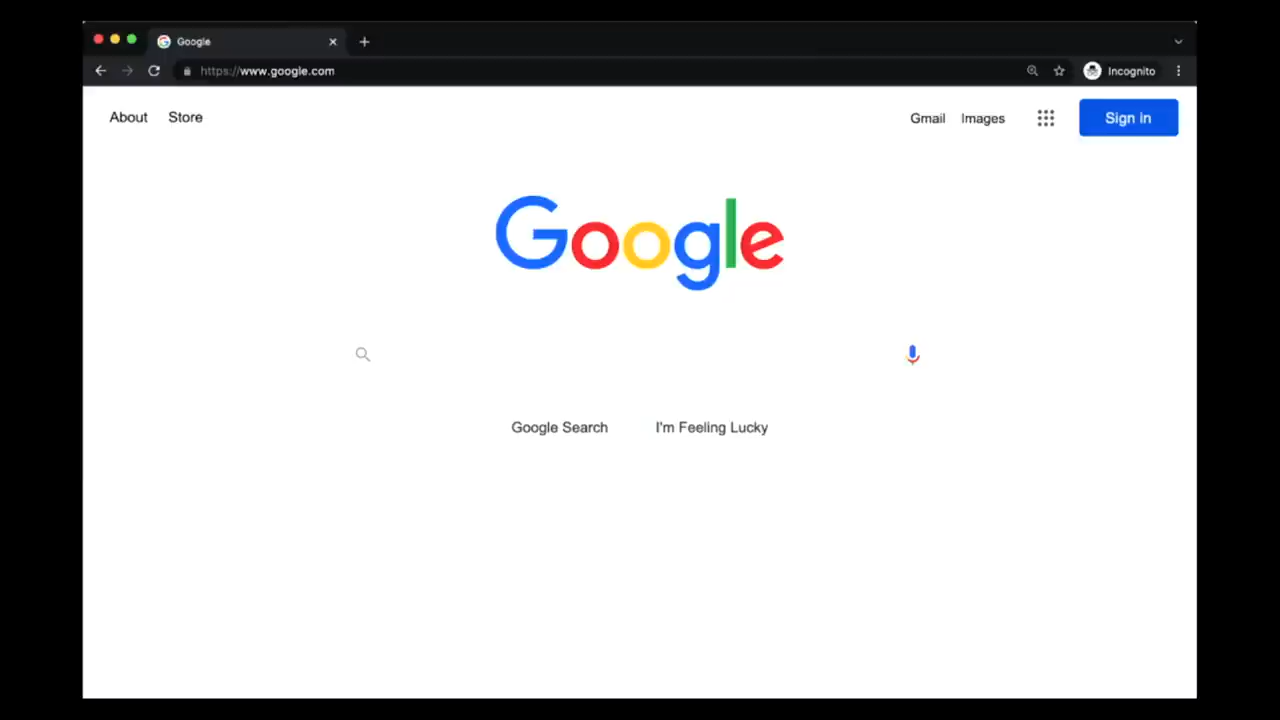 Google
https://www.google.com
Incognito
About Store
Gmail Images
Sign in
Google
Google Search
I'm Feeling Lucky